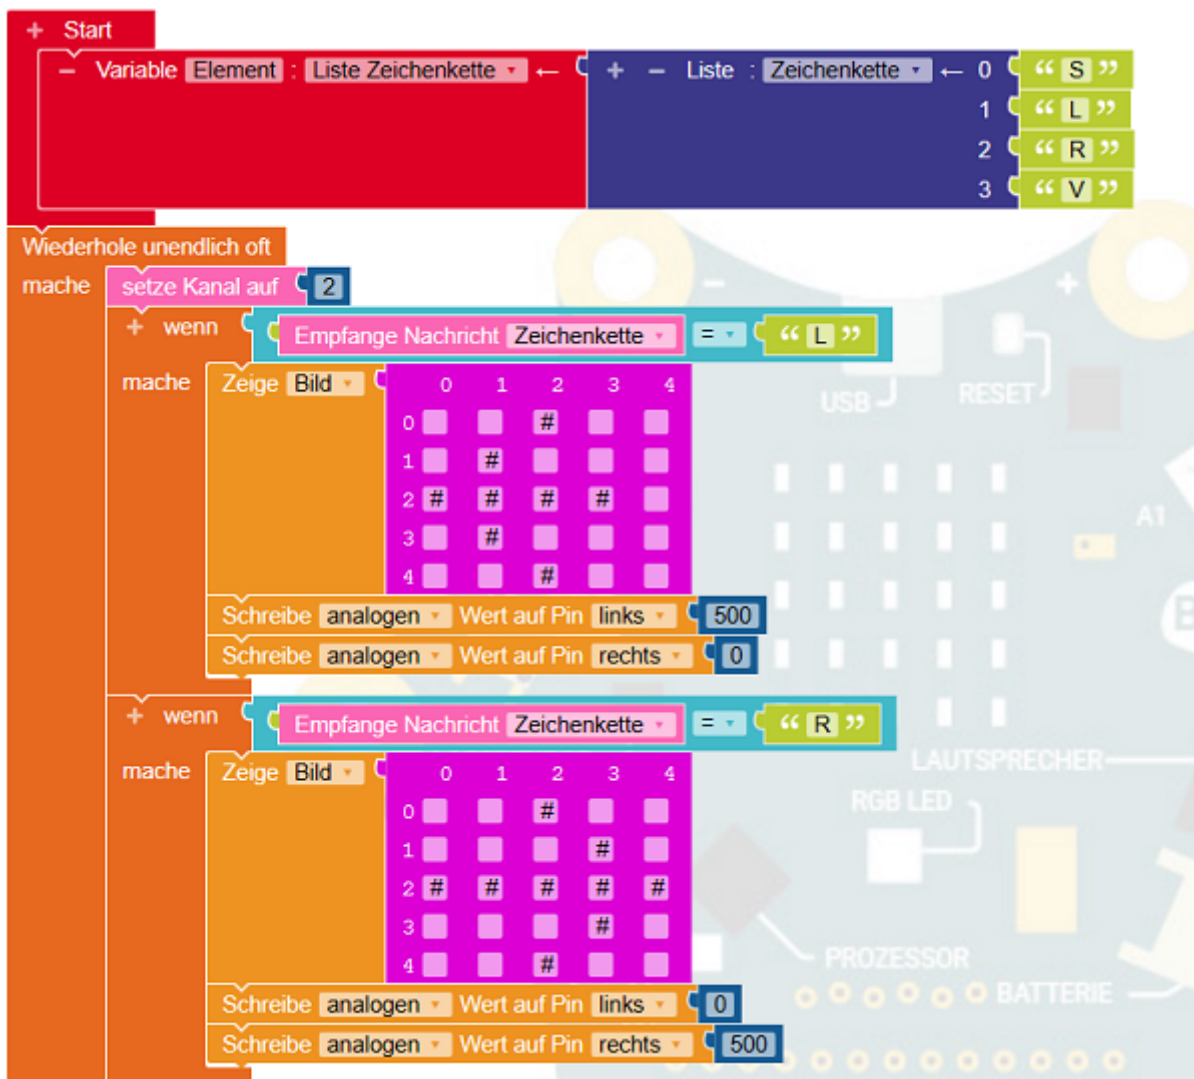 + Start
− Variable Element : Liste Zeichenkette ← + − Liste : Zeichenkette ← 0 “ S ”
1 “ L ”
2 “ R ”
3 “ V ”
Wiederhole unendlich oft
mache setze Kanal auf 2
+ wenn Empfange Nachricht Zeichenkette = “ L ”
mache Zeige Bild 0 1 2 3 4
0 #
1 #
2 # # # #
3 #
4 #
Schreibe analogen Wert auf Pin links 500
Schreibe analogen Wert auf Pin rechts 0
+ wenn Empfange Nachricht Zeichenkette = “ R ”
mache Zeige Bild 0 1 2 3 4
0 #
1 #
2 # # # # #
3 #
4 #
Schreibe analogen Wert auf Pin links 0
Schreibe analogen Wert auf Pin rechts 500
− +
USB
RESET
A1
B
LAUTSPRECHER
RGB LED
PROZESSOR
BATTERIE